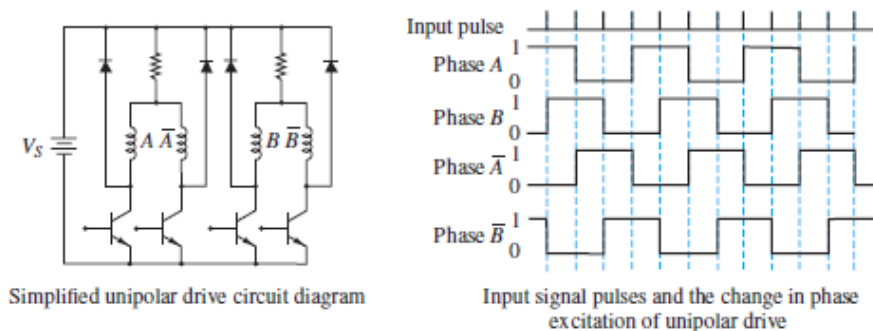 V_S
A A̅
B B̅
Simplified unipolar drive circuit diagram
Input pulse
Phase A 1
0
Phase B 1
0
Phase A̅ 1
0
Phase B̅ 1
0
Input signal pulses and the change in phase
excitation of unipolar drive